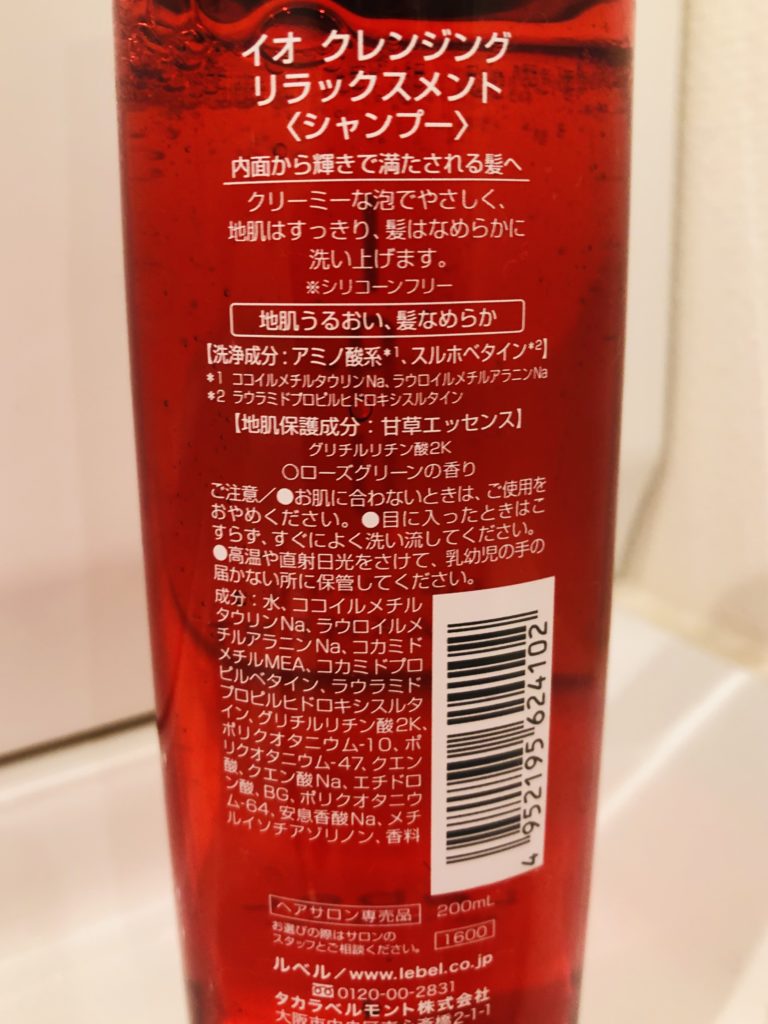 イオ クレンジング
リラックスメント
〈シャンプー〉
内面から輝きで満たされる髪へ
クリーミーな泡でやさしく、
地肌はすっきり、髪はなめらかに
洗い上げます。
※シリコーンフリー
地肌うるおい、髪なめらか
【洗浄成分：アミノ酸系*1、スルホベタイン*2】
*1 ココイルメチルタウリンNa、ラウロイルメチルアラニンNa
*2 ラウラミドプロピルヒドロキシスルタイン
【地肌保護成分：甘草エッセンス】
グリチルリチン酸2K
○ローズグリーンの香り
ご注意／●お肌に合わないときは、ご使用を
おやめください。●目に入ったときはこ
すらず、すぐによく洗い流してください。
●高温や直射日光をさけて、乳幼児の手の
届かない所に保管してください。
成分：水、ココイルメチル
タウリンNa、ラウロイルメ
チルアラニンNa、コカミド
メチルMEA、コカミドプロ
ピルベタイン、ラウラミド
プロピルヒドロキシスルタ
イン、グリチルリチン酸2K、
ポリクオタニウム-10、ポ
リクオタニウム-47、クエン
酸、クエン酸Na、エチドロ
ン酸、BG、ポリクオタニウ
ム-64、安息香酸Na、メチ
ルイソチアゾリノン、香料
4 952195 624102
ヘアサロン専売品 200mL
お選びの際はサロンの
スタッフとご相談ください。 1600
ルベル／www.lebel.co.jp
0120-00-2831
タカラベルモント株式会社
大阪市中央区東心斎橋2-1-1